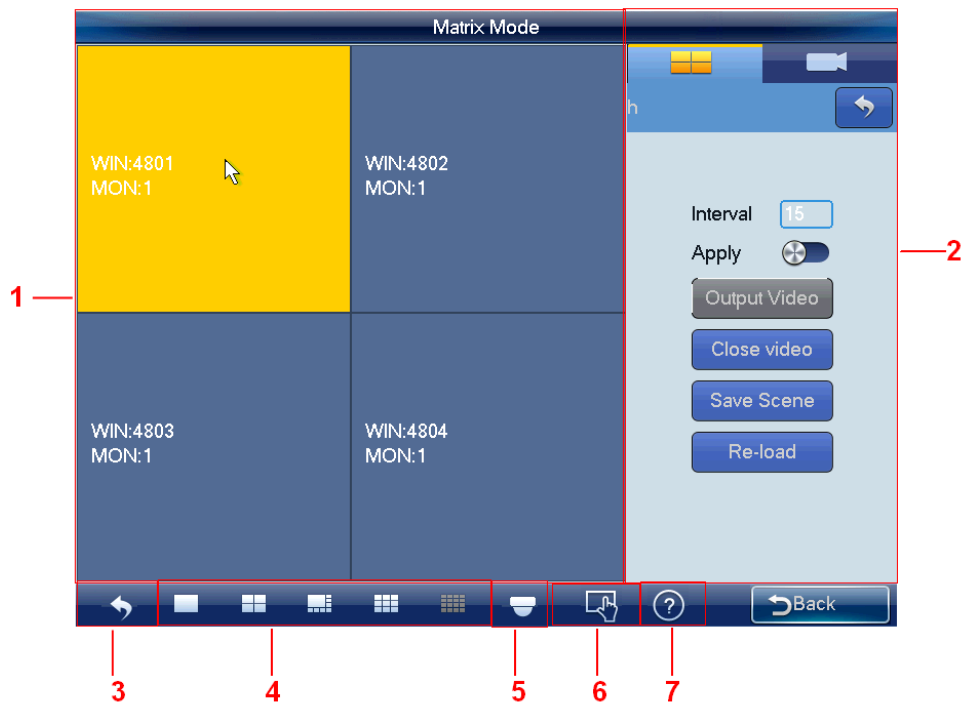 Matrix Mode
h
WIN:4801
MON:1
WIN:4802
MON:1
Interval 15
Apply
Output Video
Close video
Save Scene
Re-load
WIN:4803
MON:1
WIN:4804
MON:1
?
Back
1
2
3
4
5
6
7